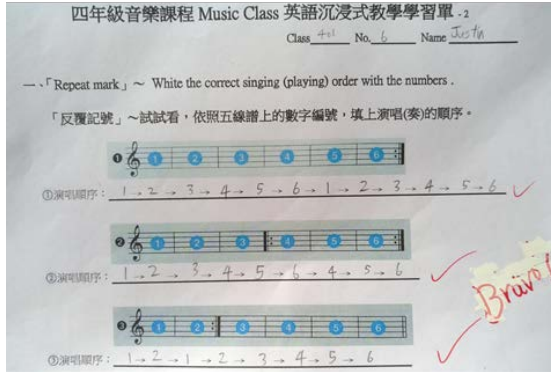 四年級音樂課程 Music Class 英語沉浸式教學學習單 -2
Class 401 No. 6 Name Justin
一、「Repeat mark」～ White the correct singing (playing) order with the numbers .
「反覆記號」～試試看，依照五線譜上的數字編號，填上演唱(奏)的順序。
❶ 1 2 3 4 5 6
①演唱順序： 1 → 2 → 3 → 4 → 5 → 6 → 1 → 2 → 3 → 4 → 5 → 6
❷ 1 2 3 4 5 6
②演唱順序： 1 → 2 → 3 → 4 → 5 → 6 → 4 → 5 → 6
Bravo!
❸ 1 2 3 4 5 6
③演唱順序： 1 → 2 → 1 → 2 → 3 → 4 → 5 → 6